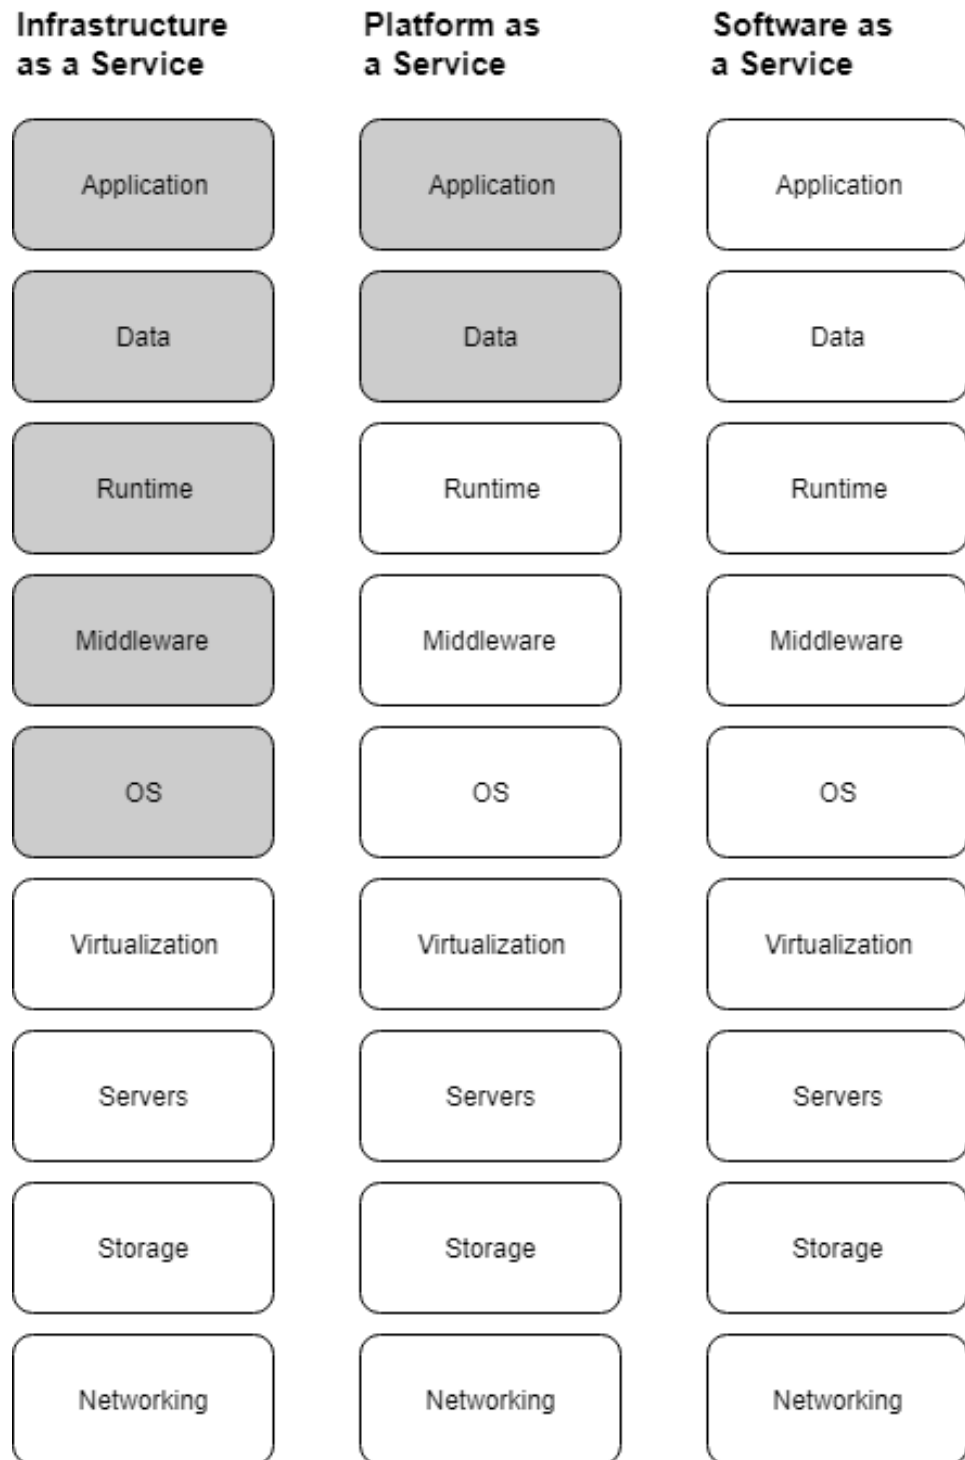 Infrastructure
as a Service
Platform as
a Service
Software as
a Service
Application
Application
Application
Data
Data
Data
Runtime
Runtime
Runtime
Middleware
Middleware
Middleware
OS
OS
OS
Virtualization
Virtualization
Virtualization
Servers
Servers
Servers
Storage
Storage
Storage
Networking
Networking
Networking